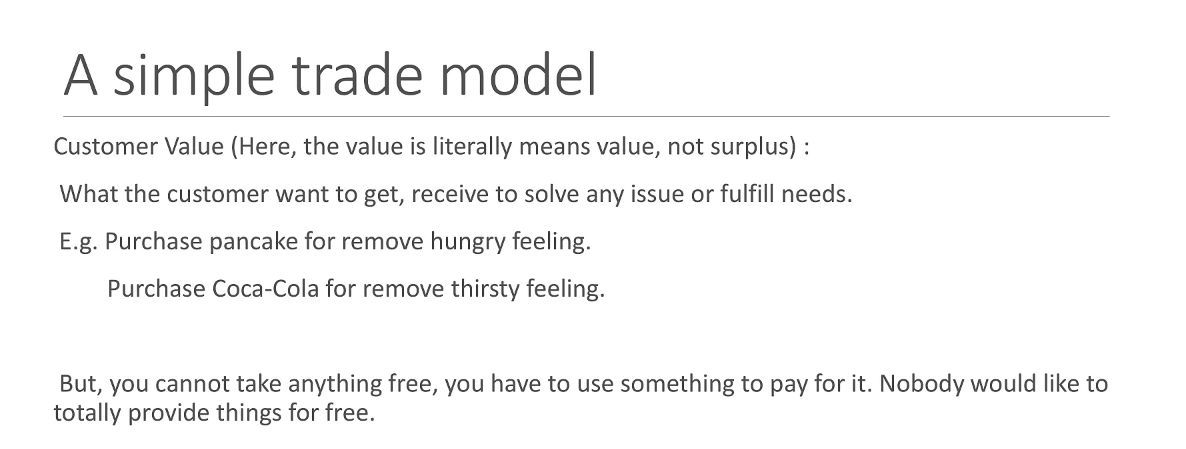 A simple trade model
Customer Value (Here, the value is literally means value, not surplus) :
What the customer want to get, receive to solve any issue or fulfill needs.
E.g. Purchase pancake for remove hungry feeling.
Purchase Coca-Cola for remove thirsty feeling.
But, you cannot take anything free, you have to use something to pay for it. Nobody would like to
totally provide things for free.